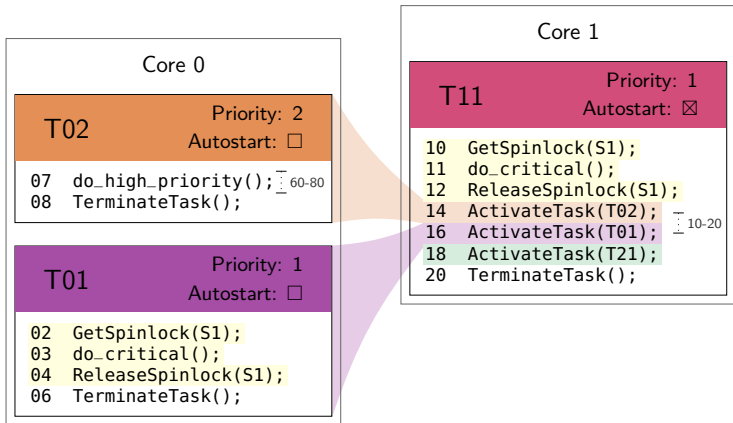 Core 0
T02
Priority: 2
Autostart: ☐
07 do_high_priority();
60-80
08 TerminateTask();
T01
Priority: 1
Autostart: ☐
02 GetSpinlock(S1);
03 do_critical();
04 ReleaseSpinlock(S1);
06 TerminateTask();
Core 1
T11
Priority: 1
Autostart: ☒
10 GetSpinlock(S1);
11 do_critical();
12 ReleaseSpinlock(S1);
14 ActivateTask(T02);
10-20
16 ActivateTask(T01);
18 ActivateTask(T21);
20 TerminateTask();